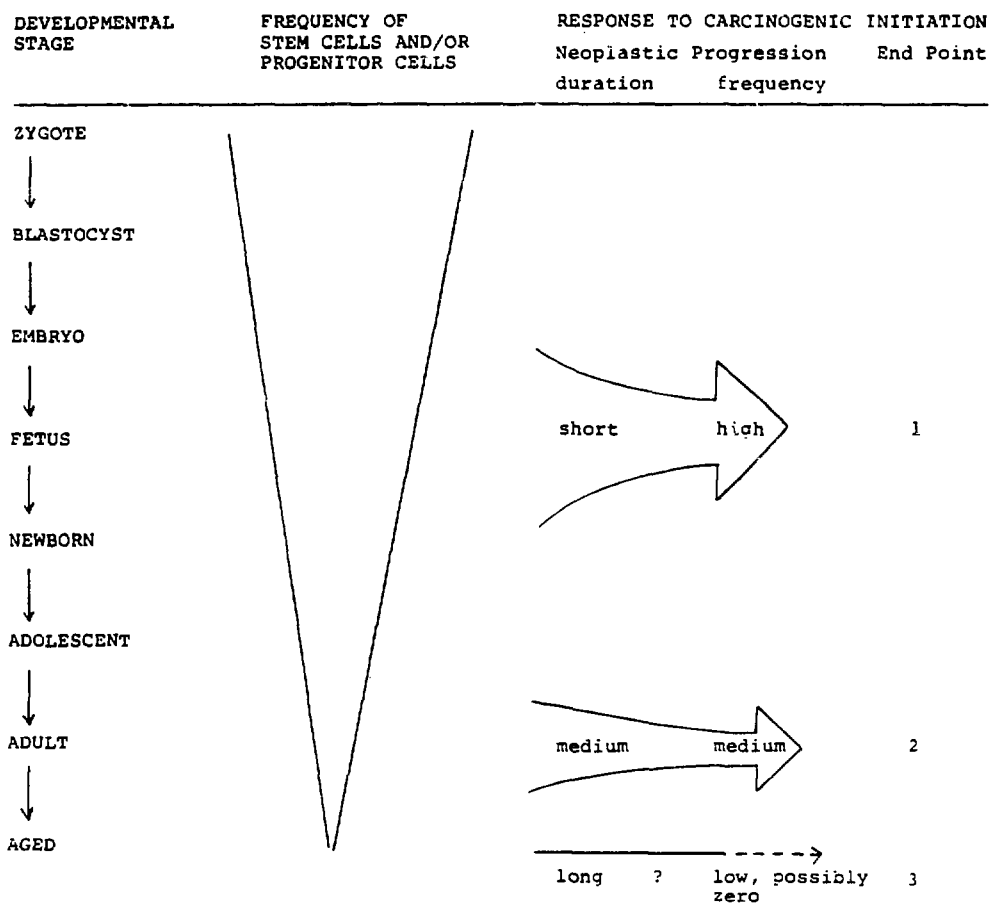 DEVELOPMENTAL STAGE
FREQUENCY OF STEM CELLS AND/OR PROGENITOR CELLS
RESPONSE TO CARCINOGENIC INITIATION
Neoplastic Progression End Point
duration frequency
ZYGOTE
BLASTOCYST
EMBRYO
FETUS
short high 1
NEWBORN
ADOLESCENT
ADULT
medium medium 2
AGED
long ? low, possibly zero 3